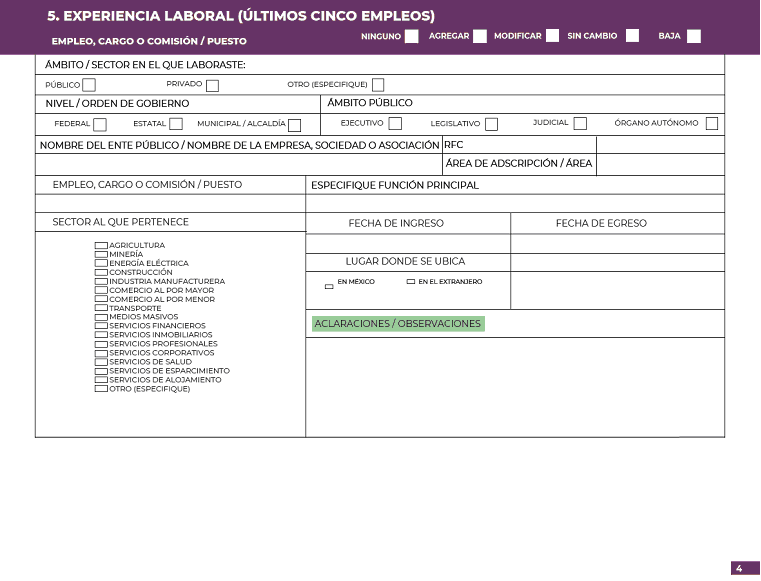 5. EXPERIENCIA LABORAL (ÚLTIMOS CINCO EMPLEOS)
EMPLEO, CARGO O COMISIÓN / PUESTO
NINGUNO AGREGAR MODIFICAR SIN CAMBIO BAJA
ÁMBITO / SECTOR EN EL QUE LABORASTE:
PÚBLICO PRIVADO OTRO (ESPECIFIQUE)
NIVEL / ORDEN DE GOBIERNO ÁMBITO PÚBLICO
FEDERAL ESTATAL MUNICIPAL / ALCALDÍA EJECUTIVO LEGISLATIVO JUDICIAL ÓRGANO AUTÓNOMO
NOMBRE DEL ENTE PÚBLICO / NOMBRE DE LA EMPRESA, SOCIEDAD O ASOCIACIÓN RFC
ÁREA DE ADSCRIPCIÓN / ÁREA
EMPLEO, CARGO O COMISIÓN / PUESTO ESPECIFIQUE FUNCIÓN PRINCIPAL
SECTOR AL QUE PERTENECE FECHA DE INGRESO FECHA DE EGRESO
AGRICULTURA
MINERÍA
ENERGÍA ELÉCTRICA
CONSTRUCCIÓN
INDUSTRIA MANUFACTURERA
COMERCIO AL POR MAYOR
COMERCIO AL POR MENOR
TRANSPORTE
MEDIOS MASIVOS
SERVICIOS FINANCIEROS
SERVICIOS INMOBILIARIOS
SERVICIOS PROFESIONALES
SERVICIOS CORPORATIVOS
SERVICIOS DE SALUD
SERVICIOS DE ESPARCIMIENTO
SERVICIOS DE ALOJAMIENTO
OTRO (ESPECIFIQUE)
LUGAR DONDE SE UBICA
EN MÉXICO EN EL EXTRANJERO
ACLARACIONES / OBSERVACIONES
4